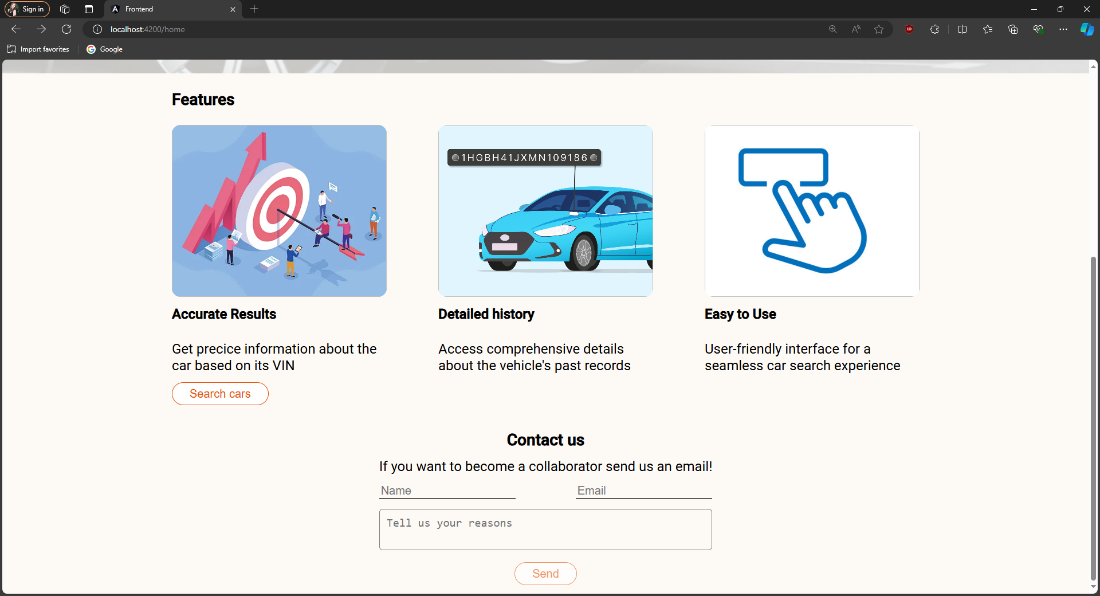 Sign in
Frontend
localhost:4200/home
Import favorites
Google
Features
1HGBH41JXMN109186
Accurate Results
Detailed history
Easy to Use
Get precice information about the
car based on its VIN
Access comprehensive details
about the vehicle's past records
User-friendly interface for a
seamless car search experience
Search cars
Contact us
If you want to become a collaborator send us an email!
Name
Email
Tell us your reasons
Send